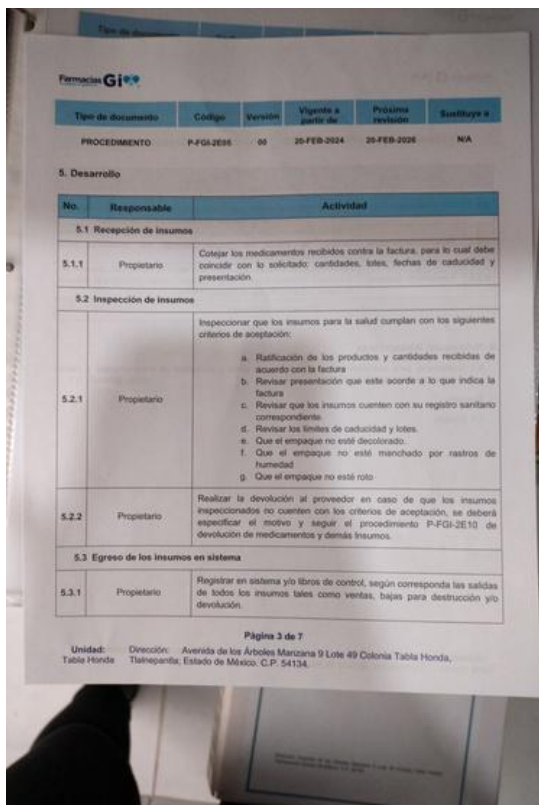 Farmacias Gi
Tipo de documento Código Versión Vigente a partir de Próxima revisión Sustituye a
PROCEDIMIENTO P-FGI-2E05 00 20-FEB-2024 20-FEB-2026 N/A
5. Desarrollo
No. Responsable Actividad
5.1 Recepción de insumos
5.1.1 Propietario
Cotejar los medicamentos recibidos contra la factura, para lo cual debe
coincidir con lo solicitado: cantidades, lotes, fechas de caducidad y
presentación.
5.2 Inspección de insumos
5.2.1 Propietario
Inspeccionar que los insumos para la salud cumplan con los siguientes
criterios de aceptación:
a. Ratificación de los productos y cantidades recibidas de
acuerdo con la factura
b. Revisar presentación que este acorde a lo que indica la
factura
c. Revisar que los insumos cuenten con su registro sanitario
correspondiente.
d. Revisar los límites de caducidad y lotes.
e. Que el empaque no esté decolorado.
f. Que el empaque no esté manchado por rastros de
humedad
g. Que el empaque no esté roto
5.2.2 Propietario
Realizar la devolución al proveedor en caso de que los insumos
inspeccionados no cuenten con los criterios de aceptación, se deberá
especificar el motivo y seguir el procedimiento P-FGI-2E10 de
devolución de medicamentos y demás Insumos.
5.3 Egreso de los insumos en sistema
5.3.1 Propietario
Registrar en sistema y/o libros de control, según corresponda las salidas
de todos los insumos tales como ventas, bajas para destrucción y/o
devolución.
Página 3 de 7
Unidad: Dirección: Avenida de los Árboles Manzana 9 Lote 49 Colonia Tabla Honda,
Tabla Honda Tlalnepantla; Estado de México, C.P. 54134.